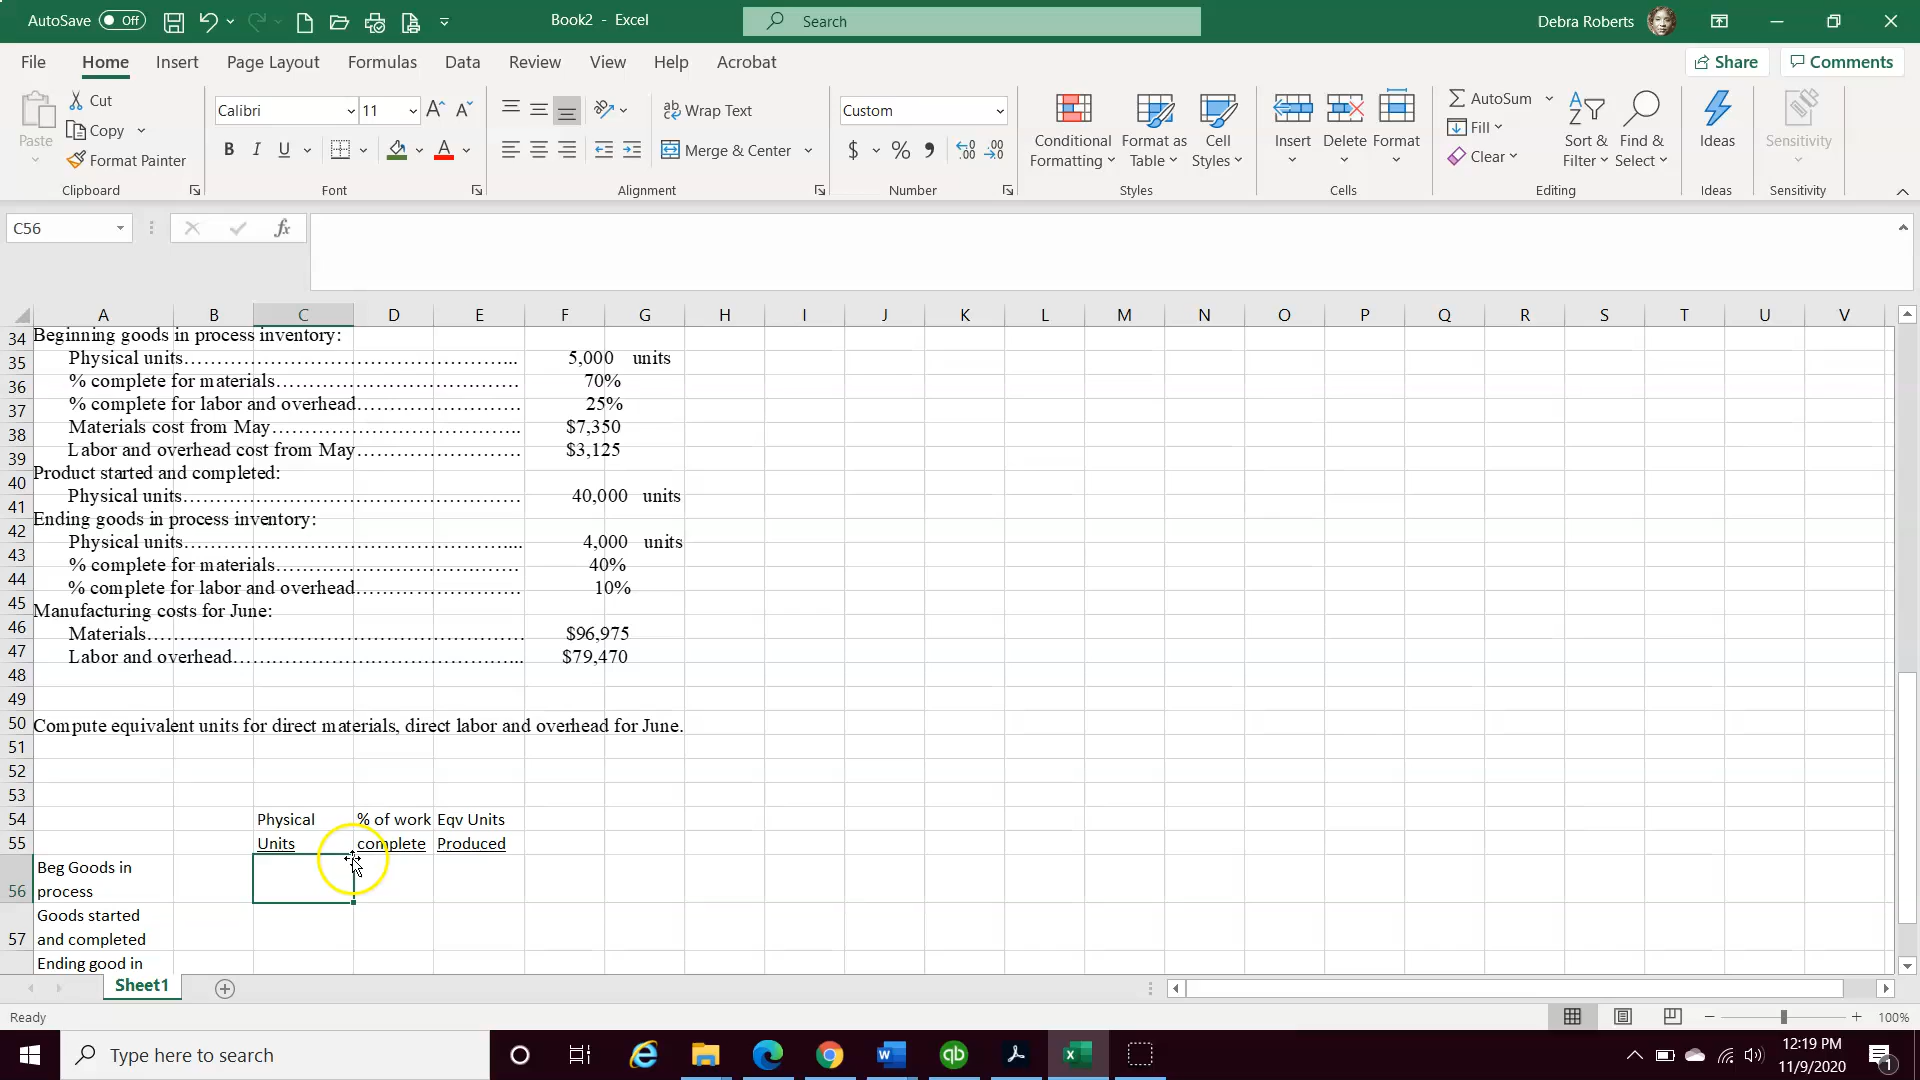 AutoSave Off Book2 - Excel Search Debra Roberts
File Home Insert Page Layout Formulas Data Review View Help Acrobat Share Comments
Paste Cut Copy Format Painter
Clipboard
Calibri 11
B I U A
Font
Wrap Text
Merge & Center
Alignment
Custom
$ % 9
Number
Conditional Formatting
Format as Table
Cell Styles
Styles
Insert Delete Format
Cells
AutoSum
Fill
Clear
Sort & Filter
Find & Select
Editing
Ideas
Ideas
Sensitivity
Sensitivity
C56 fx
A B C D E F G H I J K L M N O P Q R S T U V
34 Beginning goods in process inventory:
35 Physical units……………………………………………... 5,000 units
36 % complete for materials…………………………………… 70%
37 % complete for labor and overhead………………………. 25%
38 Materials cost from May………………………………….. $7,350
39 Labor and overhead cost from May………………………. $3,125
40 Product started and completed:
41 Physical units……………………………………………… 40,000 units
42 Ending goods in process inventory:
43 Physical units……………………………………………... 4,000 units
44 % complete for materials…………………………………… 40%
45 % complete for labor and overhead………………………. 10%
46 Manufacturing costs for June:
47 Materials…………………………………………………… $96,975
48 Labor and overhead………………………………………... $79,470
49
50 Compute equivalent units for direct materials, direct labor and overhead for June.
51
52
53
54 Physical % of work Eqv Units
55 Units complete Produced
Beg Goods in
56 process
Goods started
57 and completed
Ending good in
Sheet1
Ready 100%
Type here to search
12:19 PM
11/9/2020
1